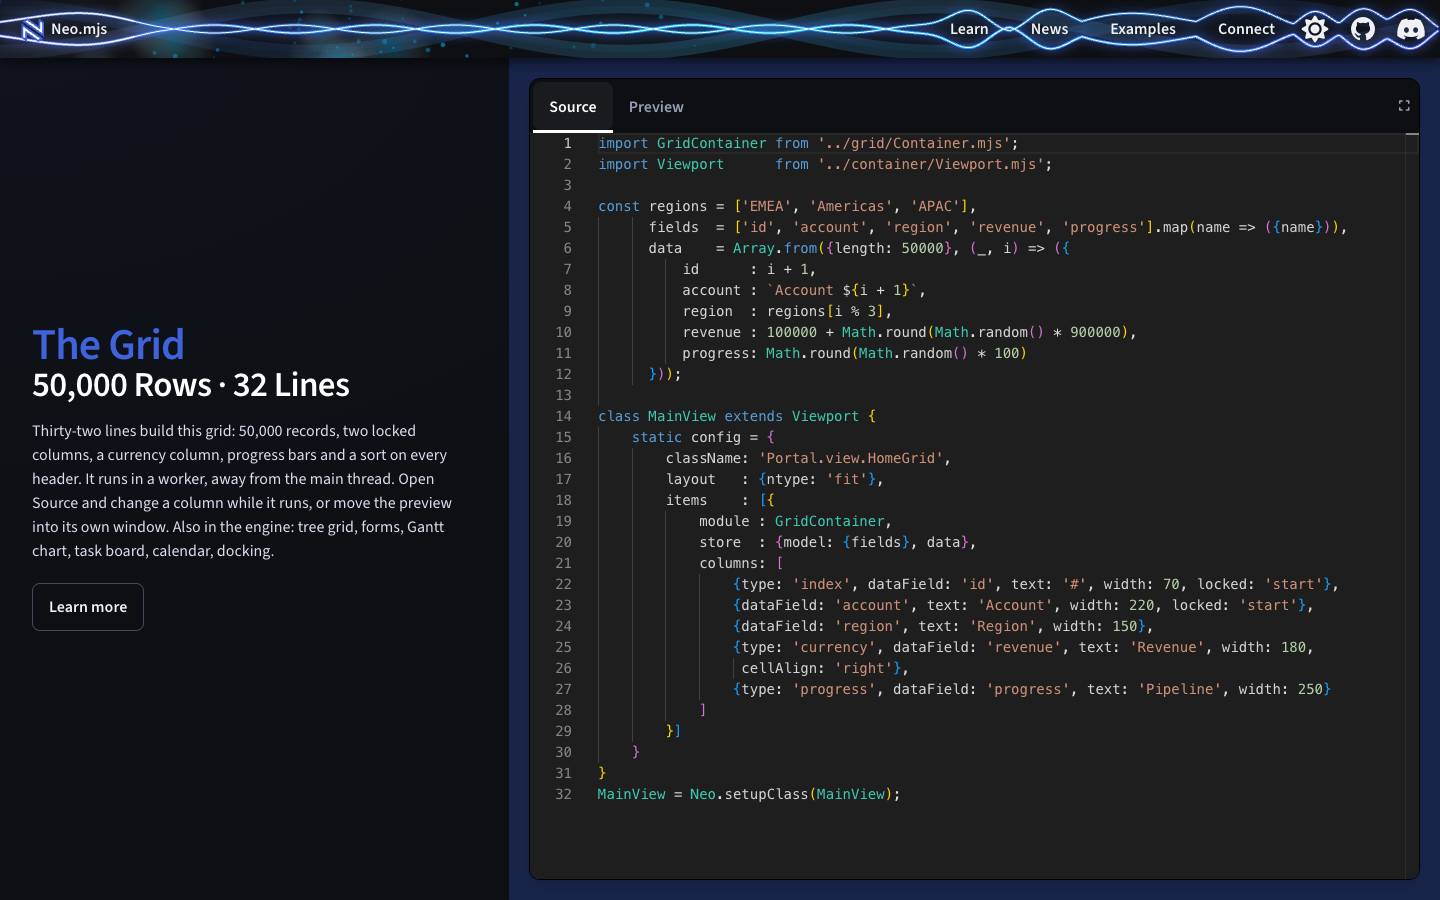 Neo.mjs
Learn
News
Examples
Connect
The Grid
50,000 Rows · 32 Lines
Thirty-two lines build this grid: 50,000 records, two locked
columns, a currency column, progress bars and a sort on every
header. It runs in a worker, away from the main thread. Open
Source and change a column while it runs, or move the preview
into its own window. Also in the engine: tree grid, forms, Gantt
chart, task board, calendar, docking.
Learn more
Source
Preview
1 import GridContainer from '../grid/Container.mjs';
2 import Viewport      from '../container/Viewport.mjs';
3
4 const regions = ['EMEA', 'Americas', 'APAC'],
5       fields  = ['id', 'account', 'region', 'revenue', 'progress'].map(name => ({name})),
6       data    = Array.from({length: 50000}, (_, i) => ({
7           id      : i + 1,
8           account : `Account ${i + 1}`,
9           region  : regions[i % 3],
10           revenue : 100000 + Math.round(Math.random() * 900000),
11           progress: Math.round(Math.random() * 100)
12       }));
13
14 class MainView extends Viewport {
15     static config = {
16         className: 'Portal.view.HomeGrid',
17         layout   : {ntype: 'fit'},
18         items    : [{
19             module : GridContainer,
20             store  : {model: {fields}, data},
21             columns: [
22                 {type: 'index', dataField: 'id', text: '#', width: 70, locked: 'start'},
23                 {dataField: 'account', text: 'Account', width: 220, locked: 'start'},
24                 {dataField: 'region', text: 'Region', width: 150},
25                 {type: 'currency', dataField: 'revenue', text: 'Revenue', width: 180,
26                  cellAlign: 'right'},
27                 {type: 'progress', dataField: 'progress', text: 'Pipeline', width: 250}
28             ]
29         }]
30     }
31 }
32 MainView = Neo.setupClass(MainView);